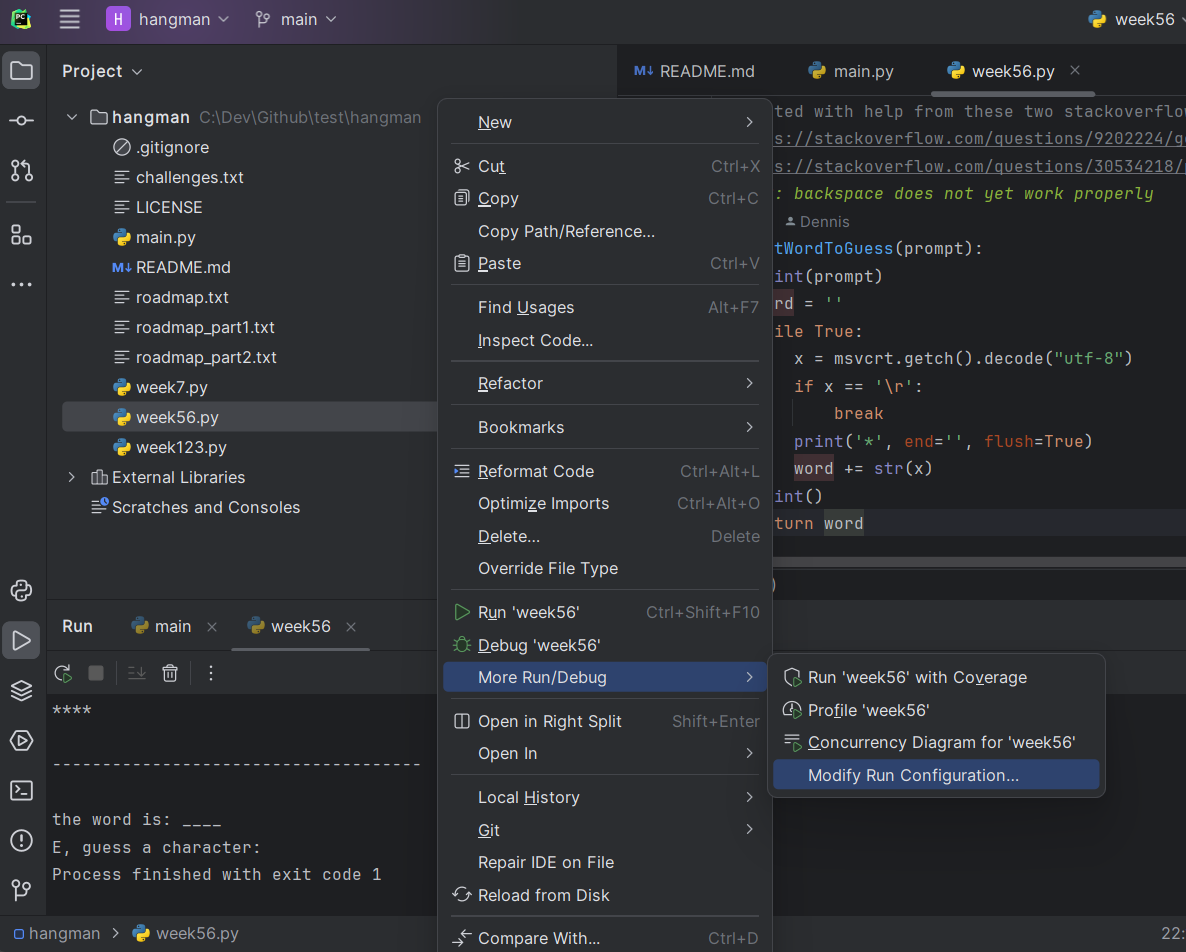 PC
H hangman main week56
Project
README.md main.py week56.py
hangman C:\Dev\Github\test\hangman
.gitignore
challenges.txt
LICENSE
main.py
README.md
roadmap.txt
roadmap_part1.txt
roadmap_part2.txt
week7.py
week56.py
week123.py
External Libraries
Scratches and Consoles
New
Cut Ctrl+X
Copy Ctrl+C
Copy Path/Reference...
Paste Ctrl+V
Find Usages Alt+F7
Inspect Code...
Refactor
Bookmarks
Reformat Code Ctrl+Alt+L
Optimize Imports Ctrl+Alt+O
Delete... Delete
Override File Type
Run 'week56' Ctrl+Shift+F10
Debug 'week56'
More Run/Debug
Open in Right Split Shift+Enter
Open In
Local History
Git
Repair IDE on File
Reload from Disk
Compare With... Ctrl+D
Run 'week56' with Coverage
Profile 'week56'
Concurrency Diagram for 'week56'
Modify Run Configuration...
ted with help from these two stackoverflow
s://stackoverflow.com/questions/9202224/g
s://stackoverflow.com/questions/30534218/
: backspace does not yet work properly
Dennis
tWordToGuess(prompt):
int(prompt)
rd = ''
ile True:
x = msvcrt.getch().decode("utf-8")
if x == '\r':
break
print('*', end='', flush=True)
word += str(x)
int()
turn word
)
Run main week56
****
-------------------------------------
the word is: ____
E, guess a character:
Process finished with exit code 1
hangman > week56.py
22: